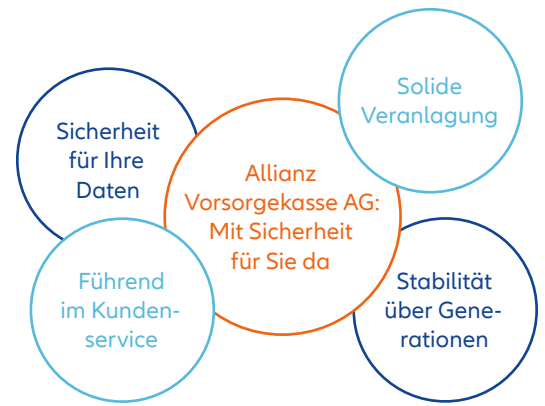 Solide
Veranlagung
Sicherheit
für Ihre
Daten
Allianz
Vorsorgekasse AG:
Mit Sicherheit
für Sie da
Führend
im Kunden-
service
Stabilität
über Gene-
rationen